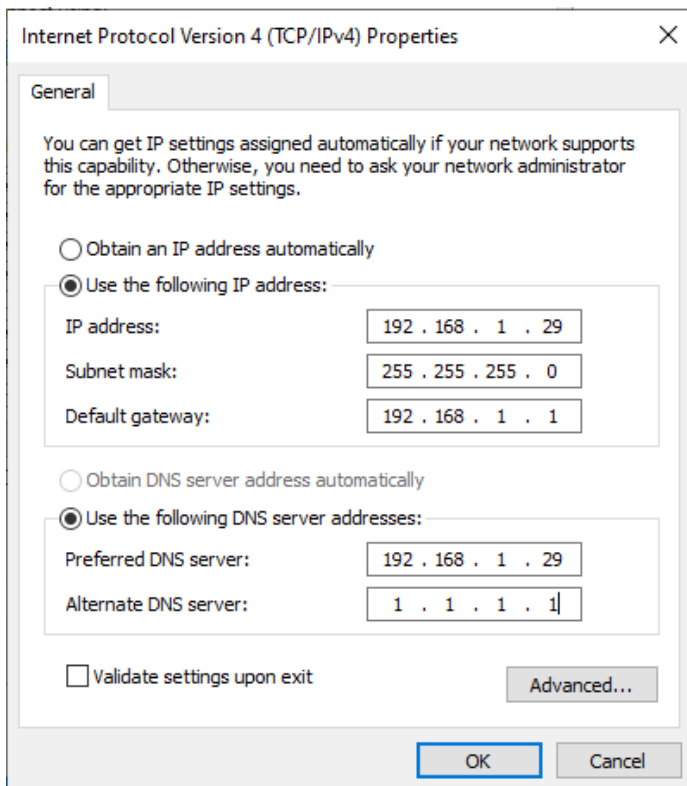 Internet Protocol Version 4 (TCP/IPv4) Properties
General
You can get IP settings assigned automatically if your network supports
this capability. Otherwise, you need to ask your network administrator
for the appropriate IP settings.
Obtain an IP address automatically
Use the following IP address:
IP address: 192 . 168 . 1 . 29
Subnet mask: 255 . 255 . 255 . 0
Default gateway: 192 . 168 . 1 . 1
Obtain DNS server address automatically
Use the following DNS server addresses:
Preferred DNS server: 192 . 168 . 1 . 29
Alternate DNS server: 1 . 1 . 1 . 1
Validate settings upon exit
Advanced...
OK Cancel